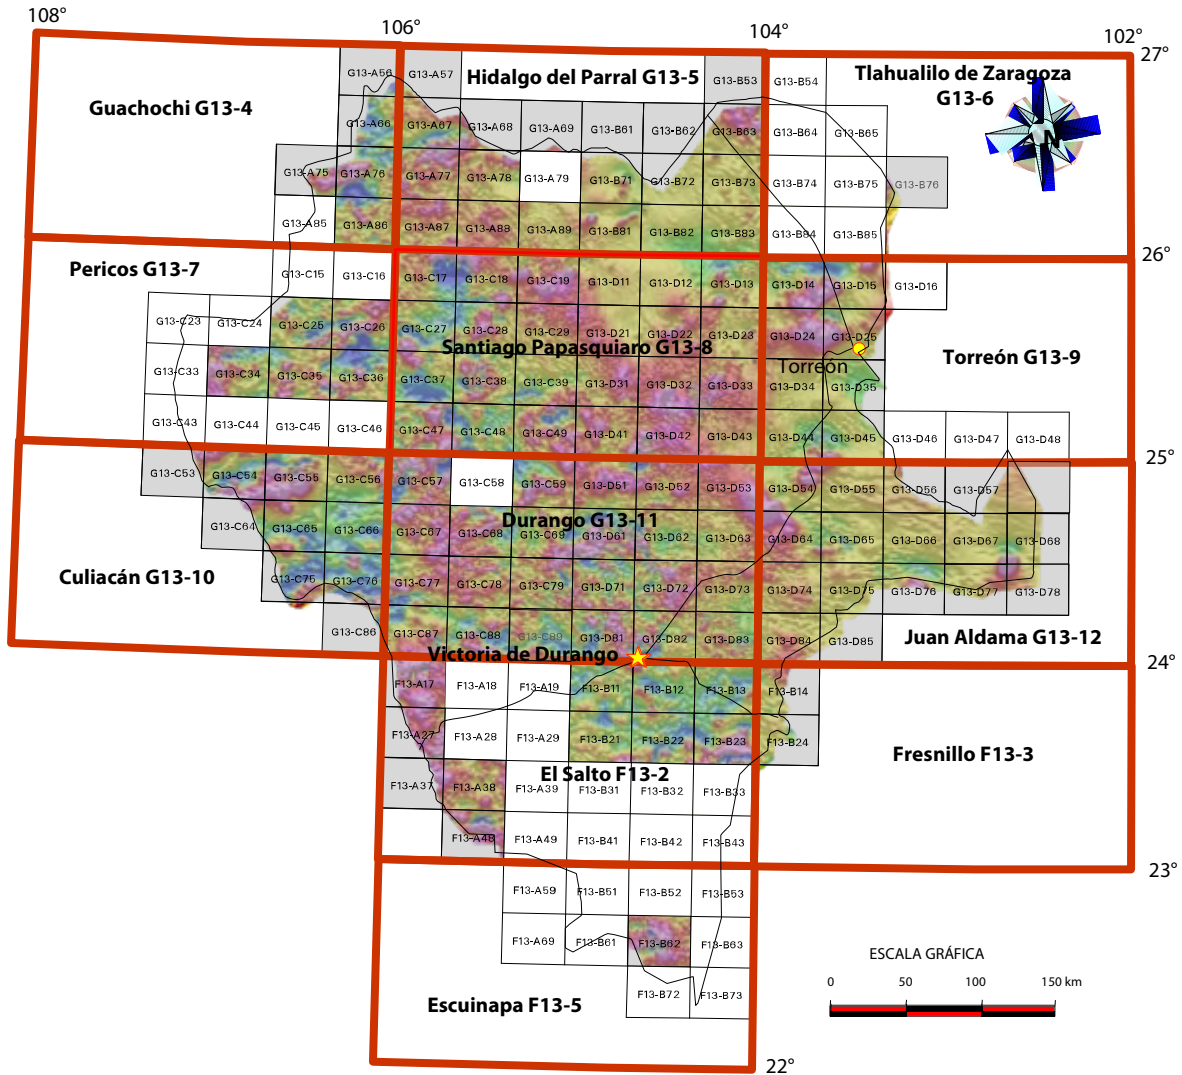 108°
106°
104°
102°
27°
G13-A56
G13-A57
Hidalgo del Parral G13-5
G13-B53
G13-B54
Tlahualilo de Zaragoza
G13-6
Guachochi G13-4
G13-A66
G13-A67
G13-A68
G13-A69
G13-B61
G13-B62
G13-B63
G13-B64
G13-B65
N
G13-A75
G13-A76
G13-A77
G13-A78
G13-A79
G13-B71
G13-B72
G13-B73
G13-B74
G13-B75
G13-B76
G13-A85
G13-A86
G13-A87
G13-A88
G13-A89
G13-B81
G13-B82
G13-B83
G13-B84
G13-B85
26°
Pericos G13-7
G13-C15
G13-C16
G13-C17
G13-C18
G13-C19
G13-D11
G13-D12
G13-D13
G13-D14
G13-D15
G13-D16
G13-C23
G13-C24
G13-C25
G13-C26
G13-C27
G13-C28
G13-C29
G13-D21
G13-D22
G13-D23
G13-D24
G13-D25
Santiago Papasquiaro G13-8
Torreón
Torreón G13-9
G13-C33
G13-C34
G13-C35
G13-C36
G13-C37
G13-C38
G13-C39
G13-D31
G13-D32
G13-D33
G13-D34
G13-D35
G13-C43
G13-C44
G13-C45
G13-C46
G13-C47
G13-C48
G13-C49
G13-D41
G13-D42
G13-D43
G13-D44
G13-D45
G13-D46
G13-D47
G13-D48
25°
G13-C53
G13-C54
G13-C55
G13-C56
G13-C57
G13-C58
G13-C59
G13-D51
G13-D52
G13-D53
G13-D54
G13-D55
G13-D56
G13-D57
Durango G13-11
G13-C64
G13-C65
G13-C66
G13-C67
G13-C68
G13-C69
G13-D61
G13-D62
G13-D63
G13-D64
G13-D65
G13-D66
G13-D67
G13-D68
Culiacán G13-10
G13-C75
G13-C76
G13-C77
G13-C78
G13-C79
G13-D71
G13-D72
G13-D73
G13-D74
G13-D75
G13-D76
G13-D77
G13-D78
G13-C86
G13-C87
G13-C88
G13-C89
G13-D81
G13-D82
G13-D83
G13-D84
G13-D85
Juan Aldama G13-12
Victoria de Durango
24°
F13-A17
F13-A18
F13-A19
F13-B11
F13-B12
F13-B13
F13-B14
F13-A27
F13-A28
F13-A29
F13-B21
F13-B22
F13-B23
F13-B24
Fresnillo F13-3
El Salto F13-2
F13-A37
F13-A38
F13-A39
F13-B31
F13-B32
F13-B33
F13-A48
F13-A49
F13-B41
F13-B42
F13-B43
23°
F13-A59
F13-B51
F13-B52
F13-B53
F13-A69
F13-B61
F13-B62
F13-B63
F13-B72
F13-B73
Escuinapa F13-5
ESCALA GRÁFICA
0
50
100
150 km
22°